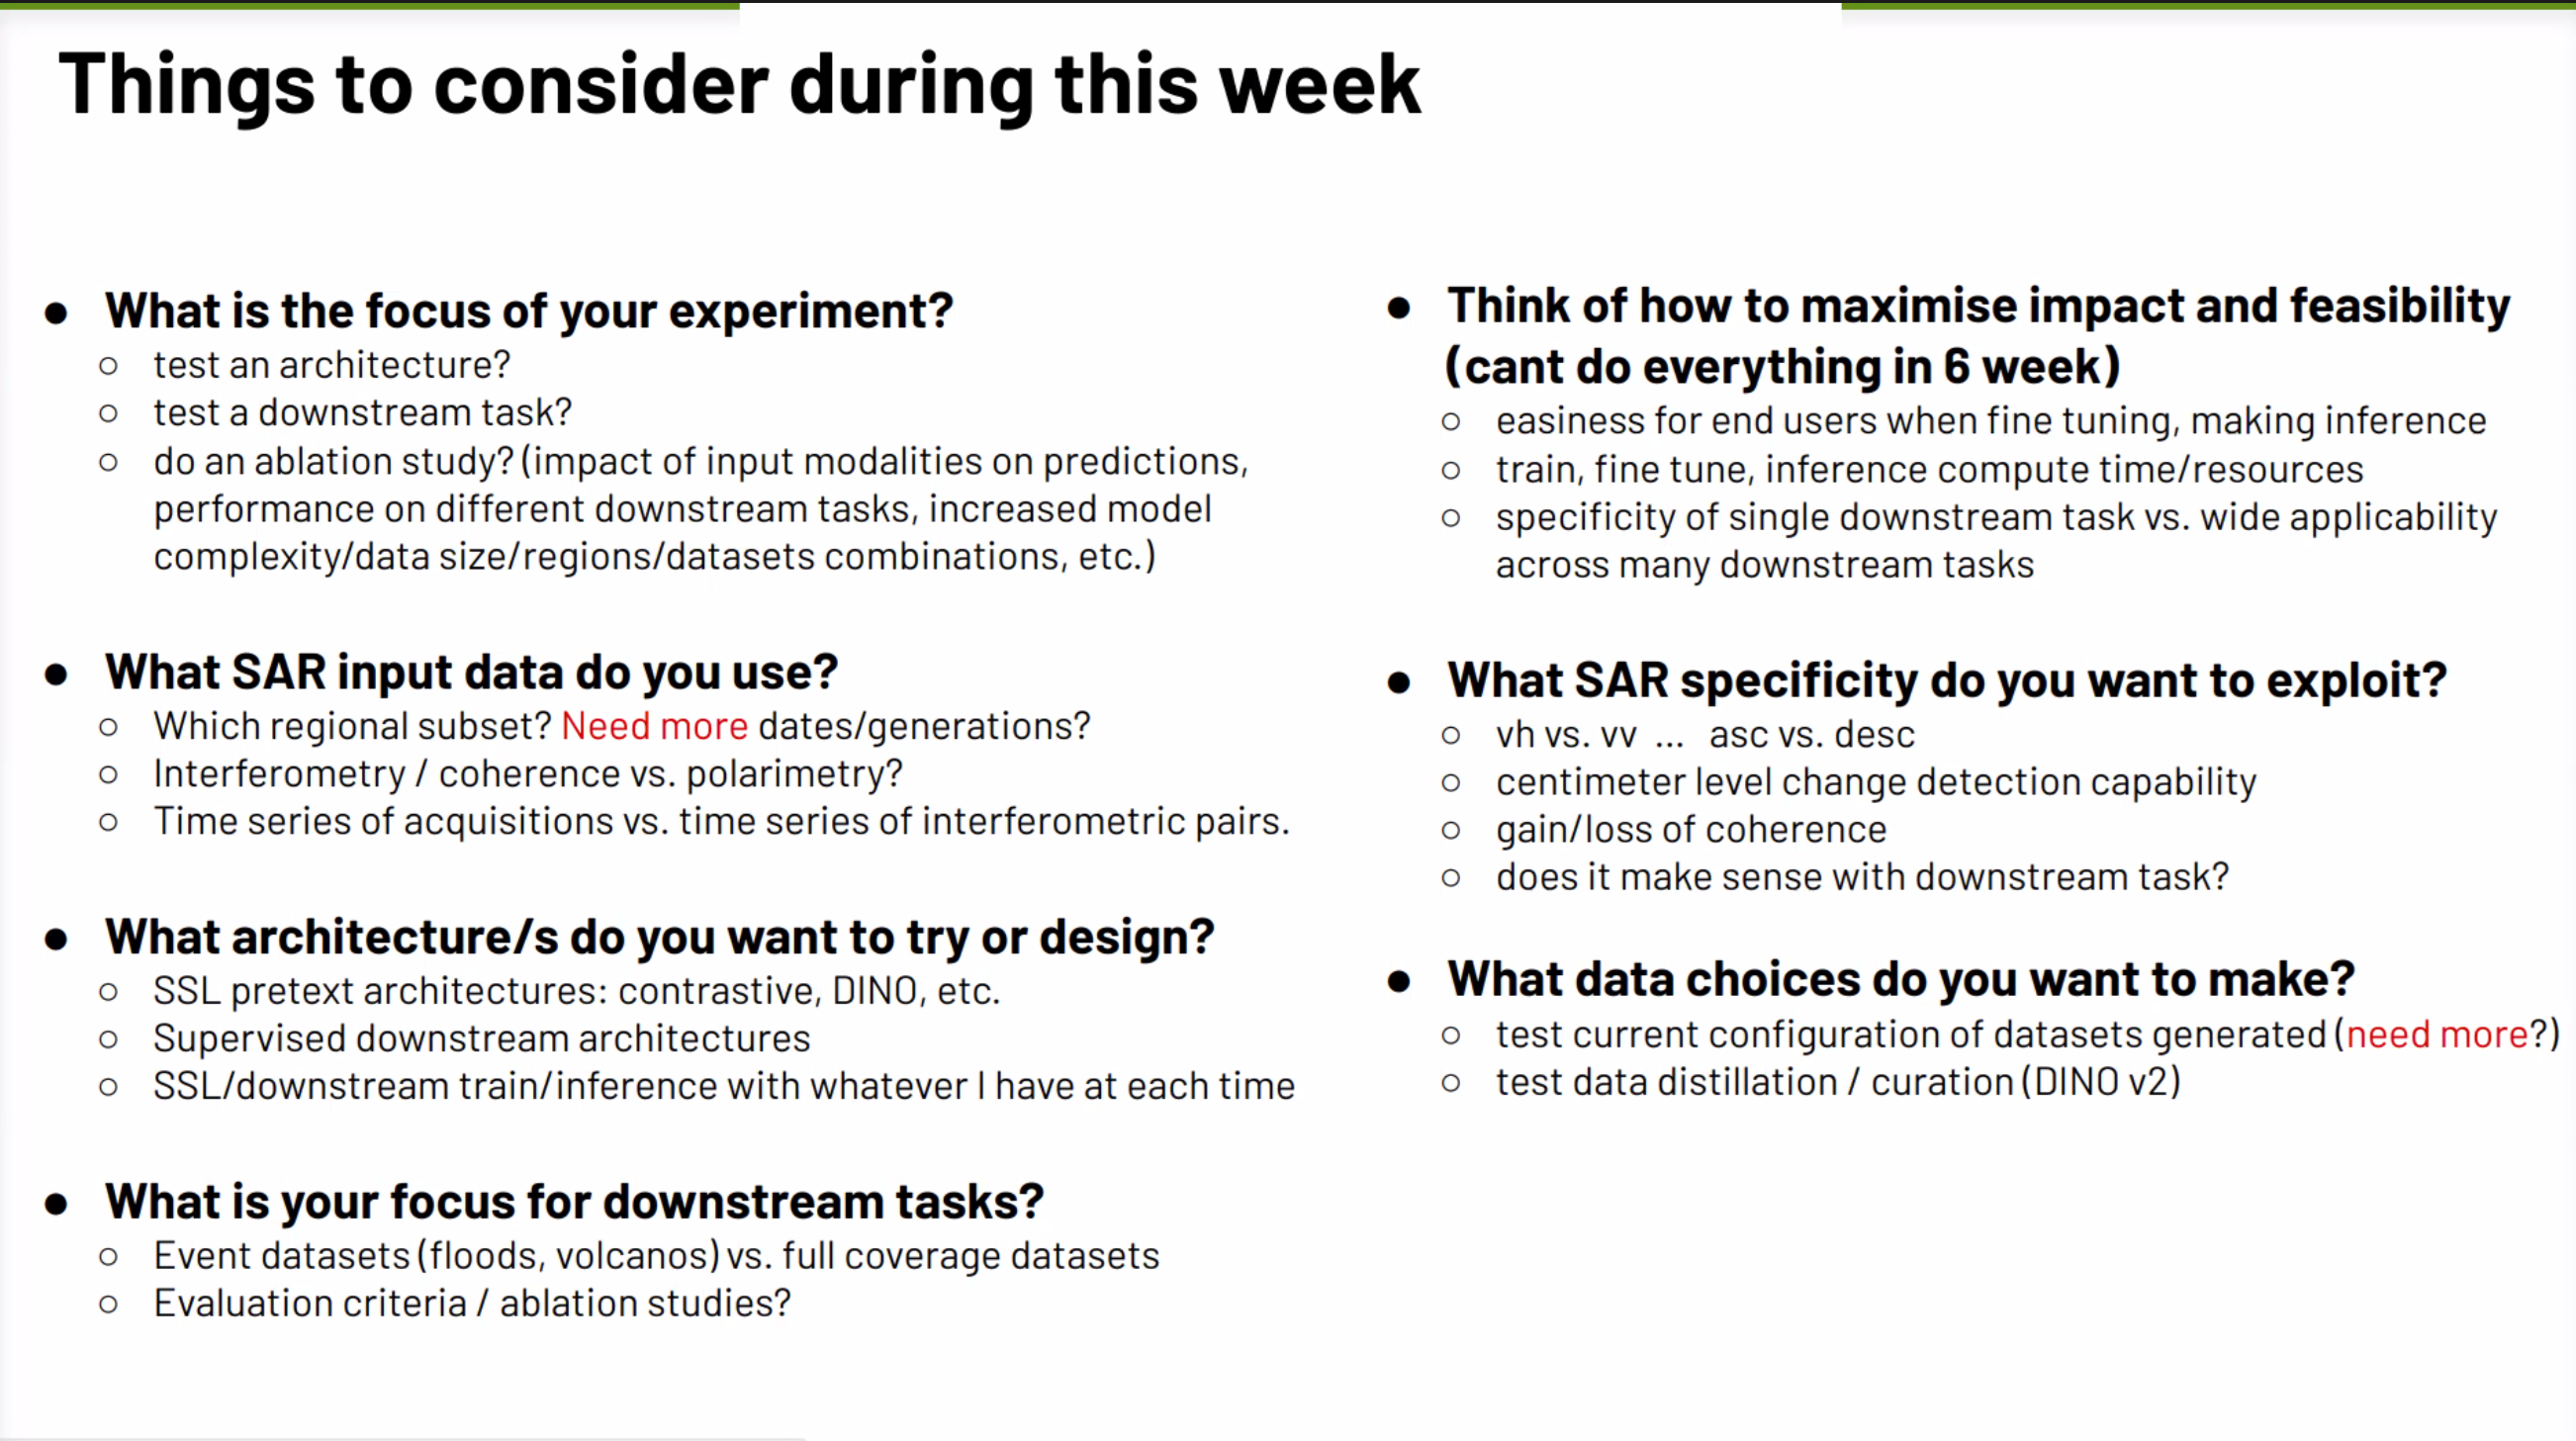 Things to consider during this week
● What is the focus of your experiment?
○ test an architecture?
○ test a downstream task?
○ do an ablation study? (impact of input modalities on predictions,
performance on different downstream tasks, increased model
complexity/data size/regions/datasets combinations, etc.)
● What SAR input data do you use?
○ Which regional subset? Need more dates/generations?
○ Interferometry / coherence vs. polarimetry?
○ Time series of acquisitions vs. time series of interferometric pairs.
● What architecture/s do you want to try or design?
○ SSL pretext architectures: contrastive, DINO, etc.
○ Supervised downstream architectures
○ SSL/downstream train/inference with whatever I have at each time
● What is your focus for downstream tasks?
○ Event datasets (floods, volcanos) vs. full coverage datasets
○ Evaluation criteria / ablation studies?
● Think of how to maximise impact and feasibility
(cant do everything in 6 week)
○ easiness for end users when fine tuning, making inference
○ train, fine tune, inference compute time/resources
○ specificity of single downstream task vs. wide applicability
across many downstream tasks
● What SAR specificity do you want to exploit?
○ vh vs. vv ... asc vs. desc
○ centimeter level change detection capability
○ gain/loss of coherence
○ does it make sense with downstream task?
● What data choices do you want to make?
○ test current configuration of datasets generated (need more?)
○ test data distillation / curation (DINO v2)